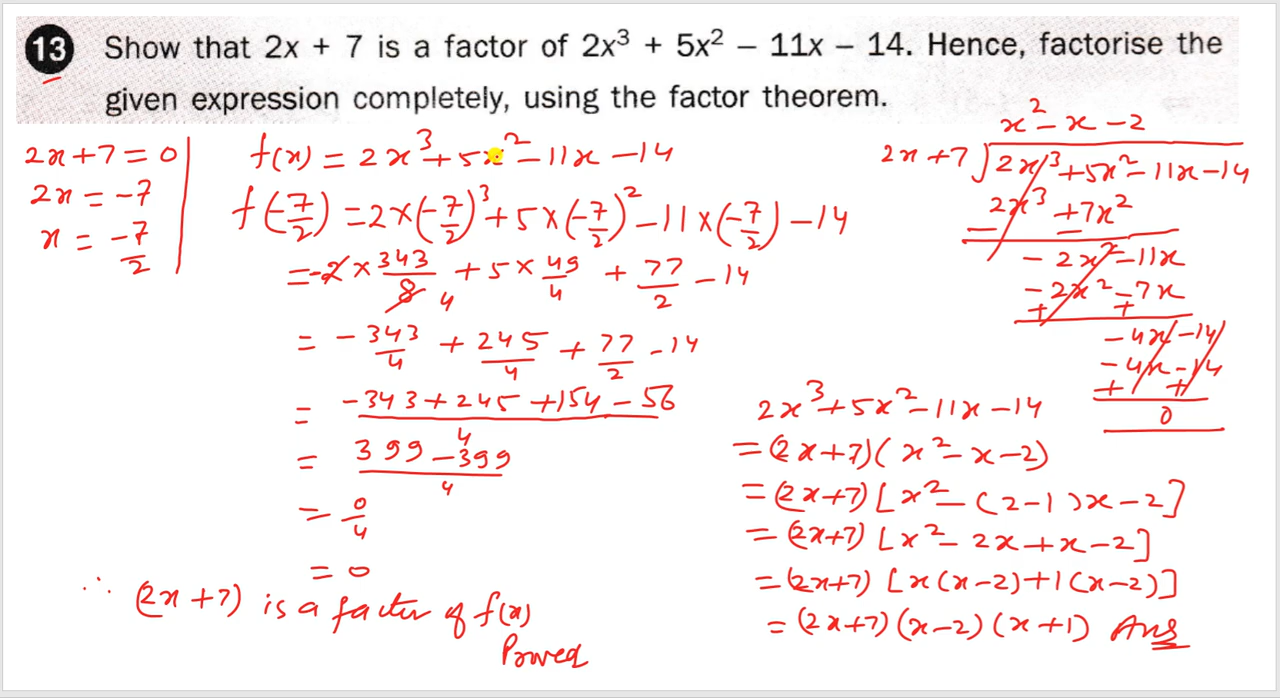 13 Show that 2x + 7 is a factor of 2x³ + 5x² – 11x – 14. Hence, factorise the
given expression completely, using the factor theorem.
2x+7=0
2x = -7
x = -7/2
f(x) = 2x³+5x²-11x-14
f(-7/2) = 2×(-7/2)³+5×(-7/2)²-11×(-7/2)-14
= -2×343/8 4 + 5×49/4 + 77/2 - 14
= -343/4 + 245/4 + 77/2 - 14
= (-343+245+154-56)/4
= (399-399)/4
= 0/4
= 0
∴ (2x+7) is a factor of f(x)
Proved
x²-x-2
2x+7)2x³+5x²-11x-14
2x³+7x²
- -
-2x²-11x
-2x²-7x
+ +
-4x-14
-4x-14
+ +
0
2x³+5x²-11x-14
= (2x+7)(x²-x-2)
= (2x+7)[x²-(2-1)x-2]
= (2x+7)[x²-2x+x-2]
= (2x+7)[x(x-2)+1(x-2)]
= (2x+7)(x-2)(x+1) Ans